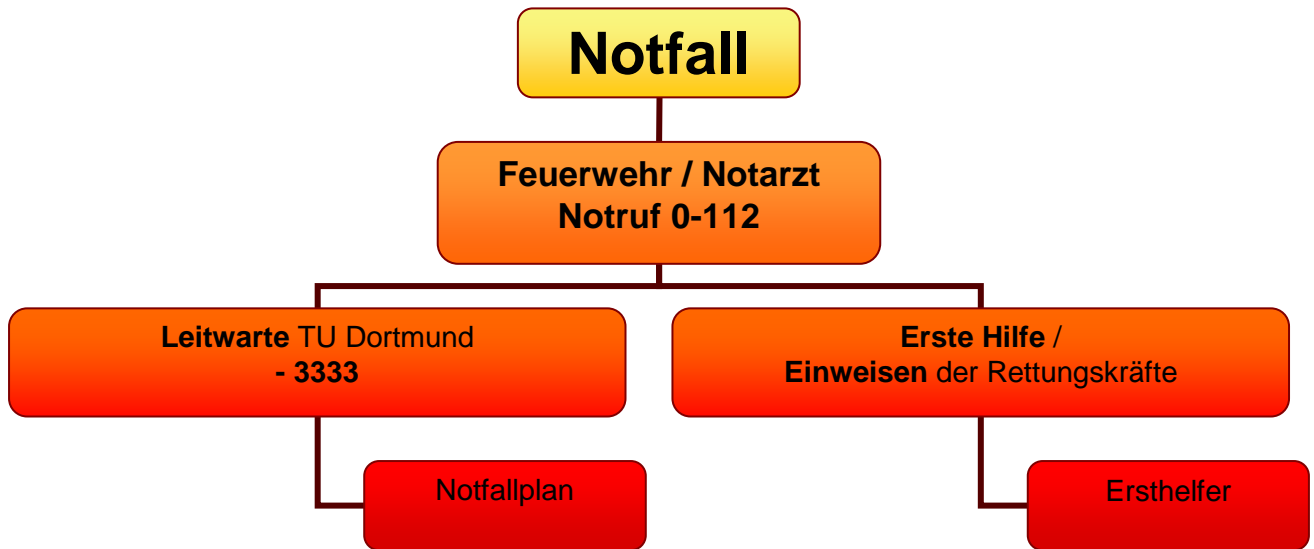 Notfall
Feuerwehr / Notarzt
Notruf 0-112
Leitwarte TU Dortmund
- 3333
Erste Hilfe /
Einweisen der Rettungskräfte
Notfallplan
Ersthelfer